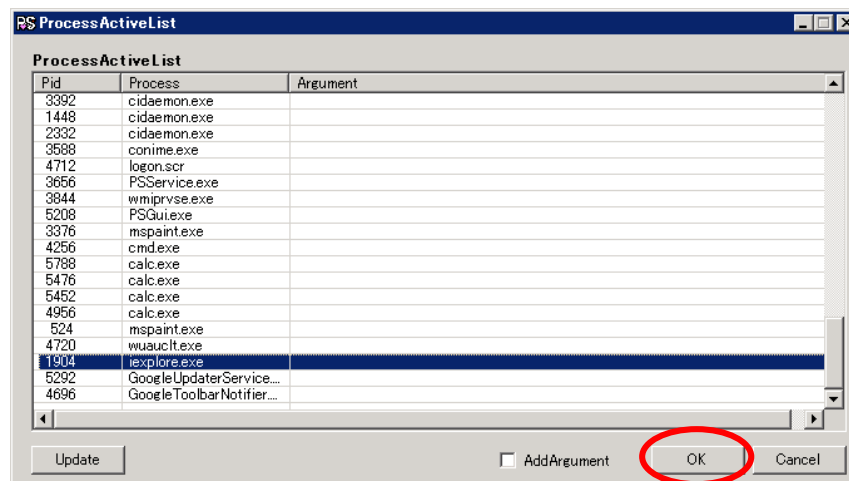 PS ProcessActiveList
ProcessActiveList
Pid Process Argument
3392 cidaemon.exe
1448 cidaemon.exe
2332 cidaemon.exe
3588 conime.exe
4712 logon.scr
3656 PSService.exe
3844 wmiprvse.exe
5208 PSGui.exe
3376 mspaint.exe
4256 cmd.exe
5788 calc.exe
5476 calc.exe
5452 calc.exe
4956 calc.exe
524 mspaint.exe
4720 wuauclt.exe
1904 iexplore.exe
5292 GoogleUpdaterService....
4696 GoogleToolbarNotifier....
Update AddArgument OK Cancel